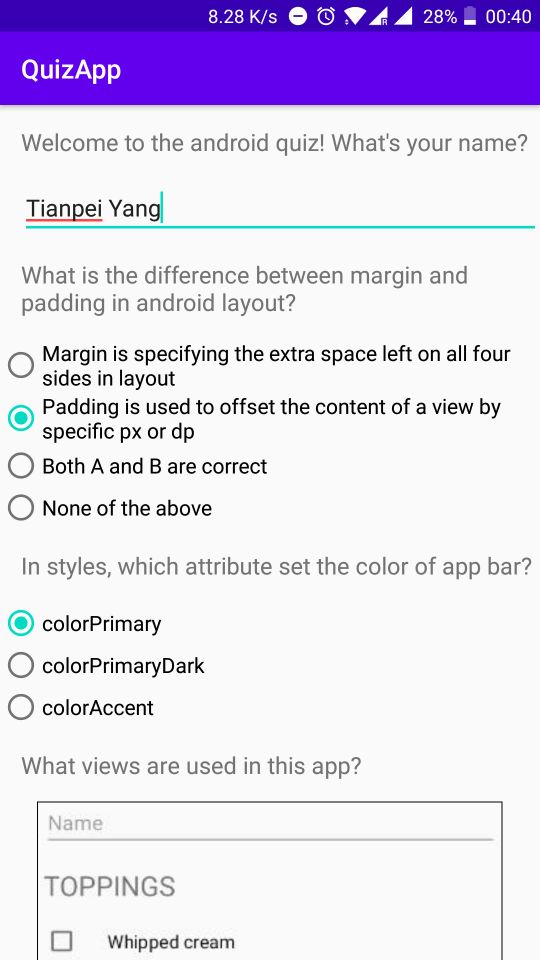 8.28 K/s 28% 00:40
QuizApp
Welcome to the android quiz! What's your name?
Tianpei Yang
What is the difference between margin and
padding in android layout?
Margin is specifying the extra space left on all four
sides in layout
Padding is used to offset the content of a view by
specific px or dp
Both A and B are correct
None of the above
In styles, which attribute set the color of app bar?
colorPrimary
colorPrimaryDark
colorAccent
What views are used in this app?
Name
TOPPINGS
Whipped cream